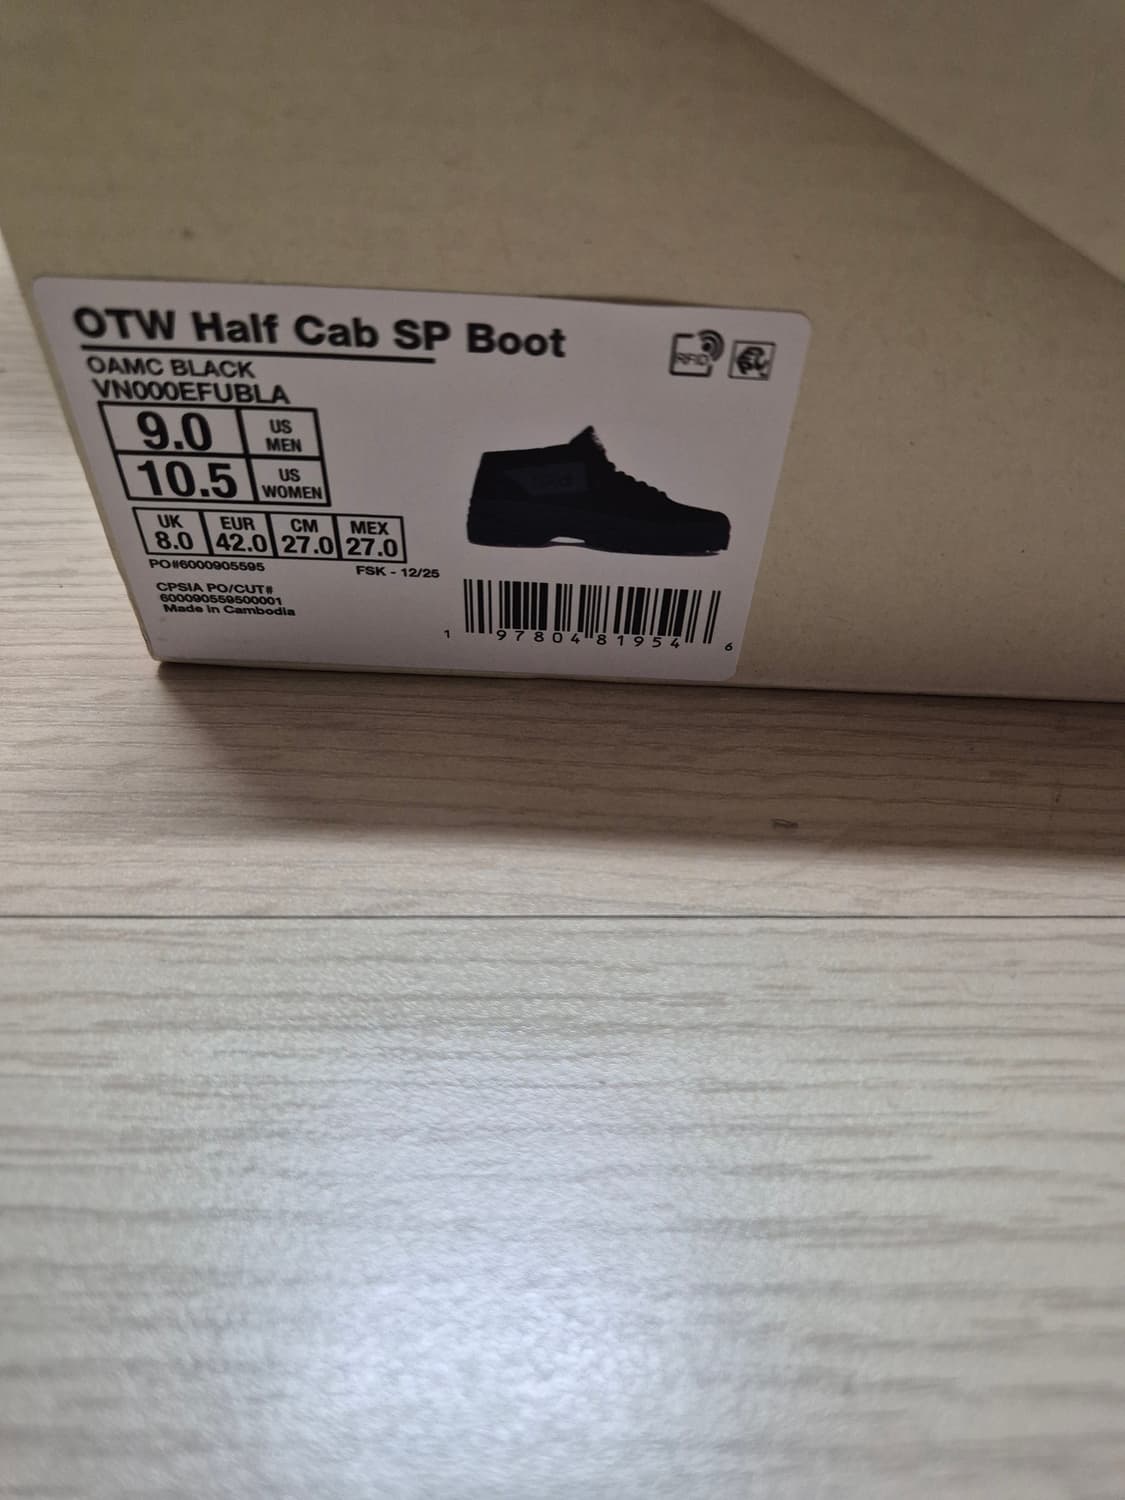 OTW Half Cab SP Boot
OAMC BLACK
VN000EFUBLA
9.0 US MEN
10.5 US WOMEN
UK EUR CM MEX
8.0 42.0 27.0 27.0
PO#6000905595 FSK - 12/25
CPSIA PO/CUT#
600090559500001
Made in Cambodia
RFID
1 97804 81954 6